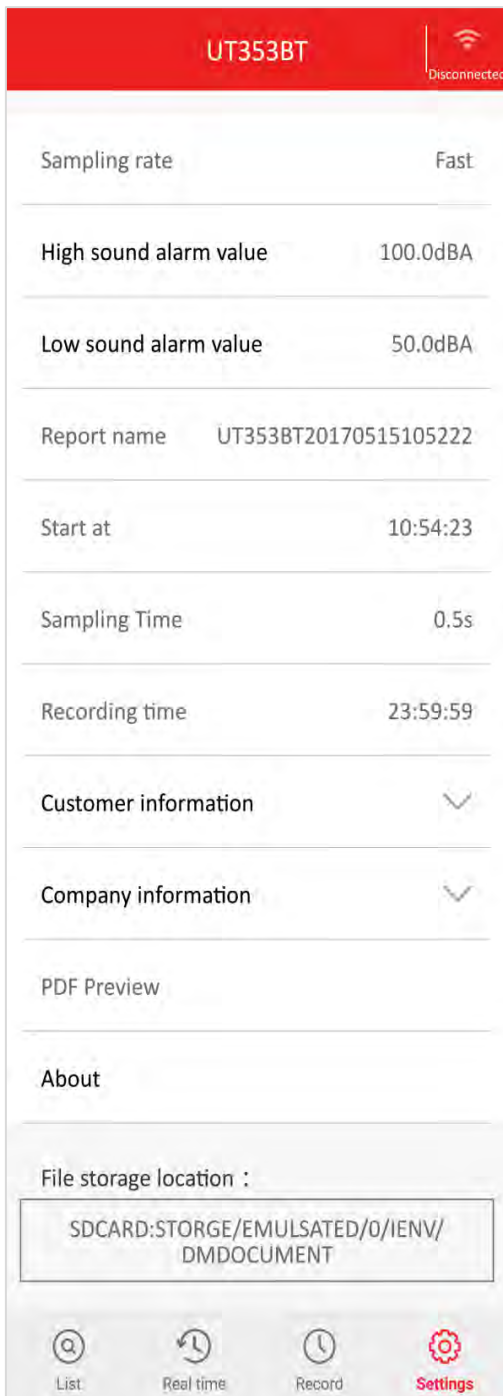 UT353BT
Disconnected
Sampling rate Fast
High sound alarm value 100.0dBA
Low sound alarm value 50.0dBA
Report name UT353BT20170515105222
Start at 10:54:23
Sampling Time 0.5s
Recording time 23:59:59
Customer information
Company information
PDF Preview
About
File storage location：
SDCARD:STORGE/EMULSATED/0/IENV/
DMDOCUMENT
List Real time Record Settings